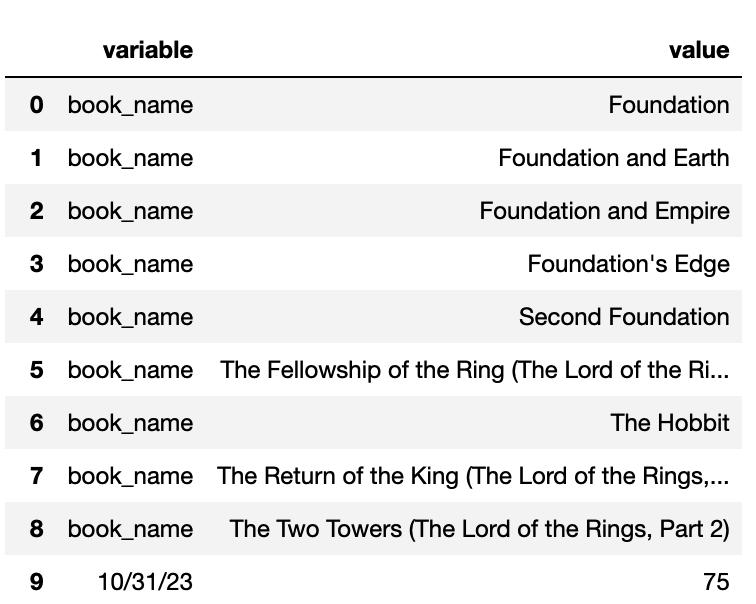 variable value
0 book_name Foundation
1 book_name Foundation and Earth
2 book_name Foundation and Empire
3 book_name Foundation's Edge
4 book_name Second Foundation
5 book_name The Fellowship of the Ring (The Lord of the Ri...
6 book_name The Hobbit
7 book_name The Return of the King (The Lord of the Rings,...
8 book_name The Two Towers (The Lord of the Rings, Part 2)
9 10/31/23 75